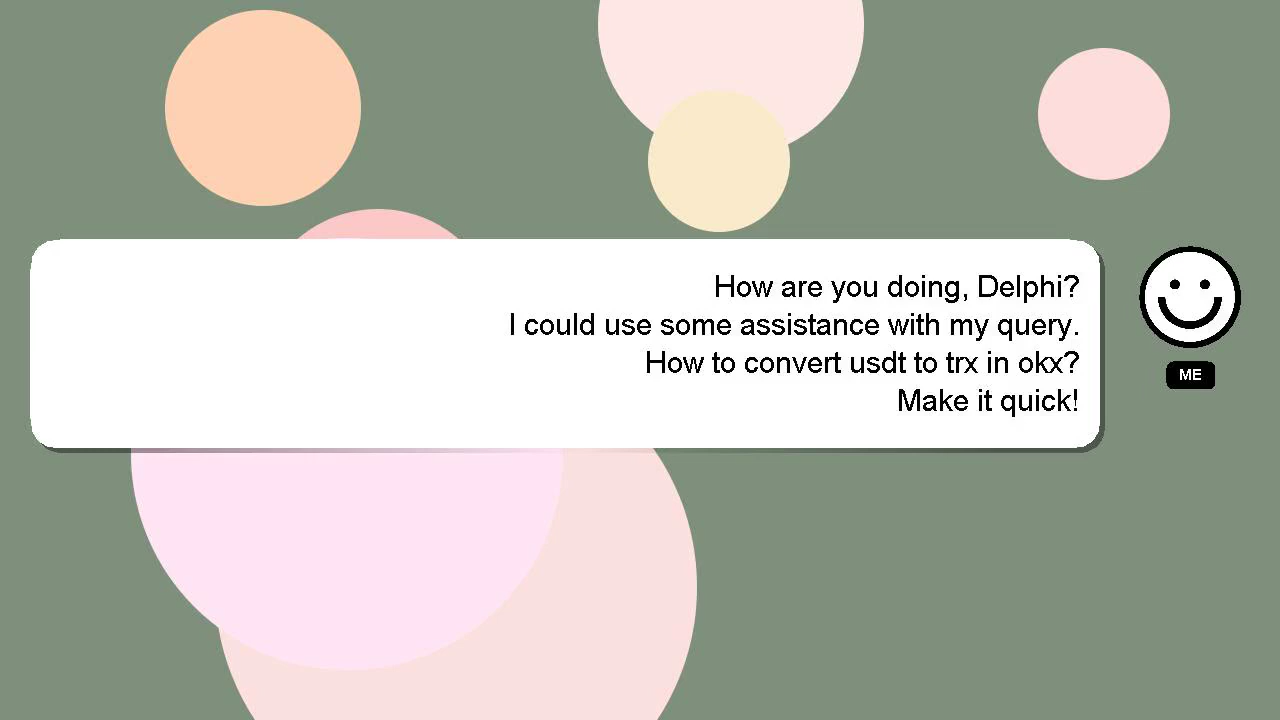 How are you doing, Delphi?
I could use some assistance with my query.
How to convert usdt to trx in okx?
Make it quick!
ME